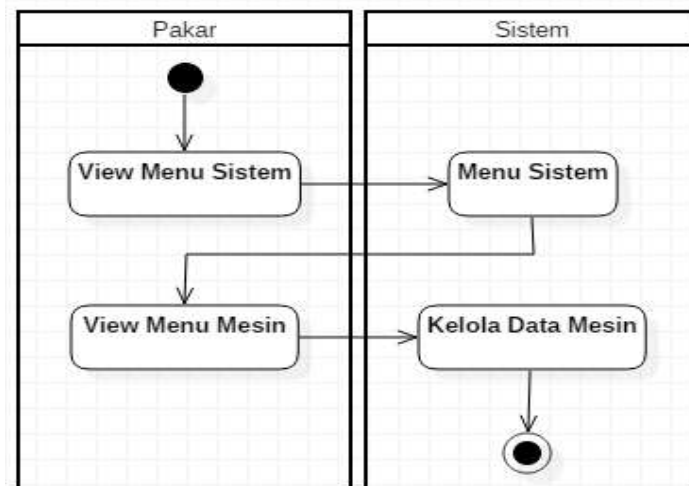 Pakar
Sistem
View Menu Sistem
Menu Sistem
View Menu Mesin
Kelola Data Mesin